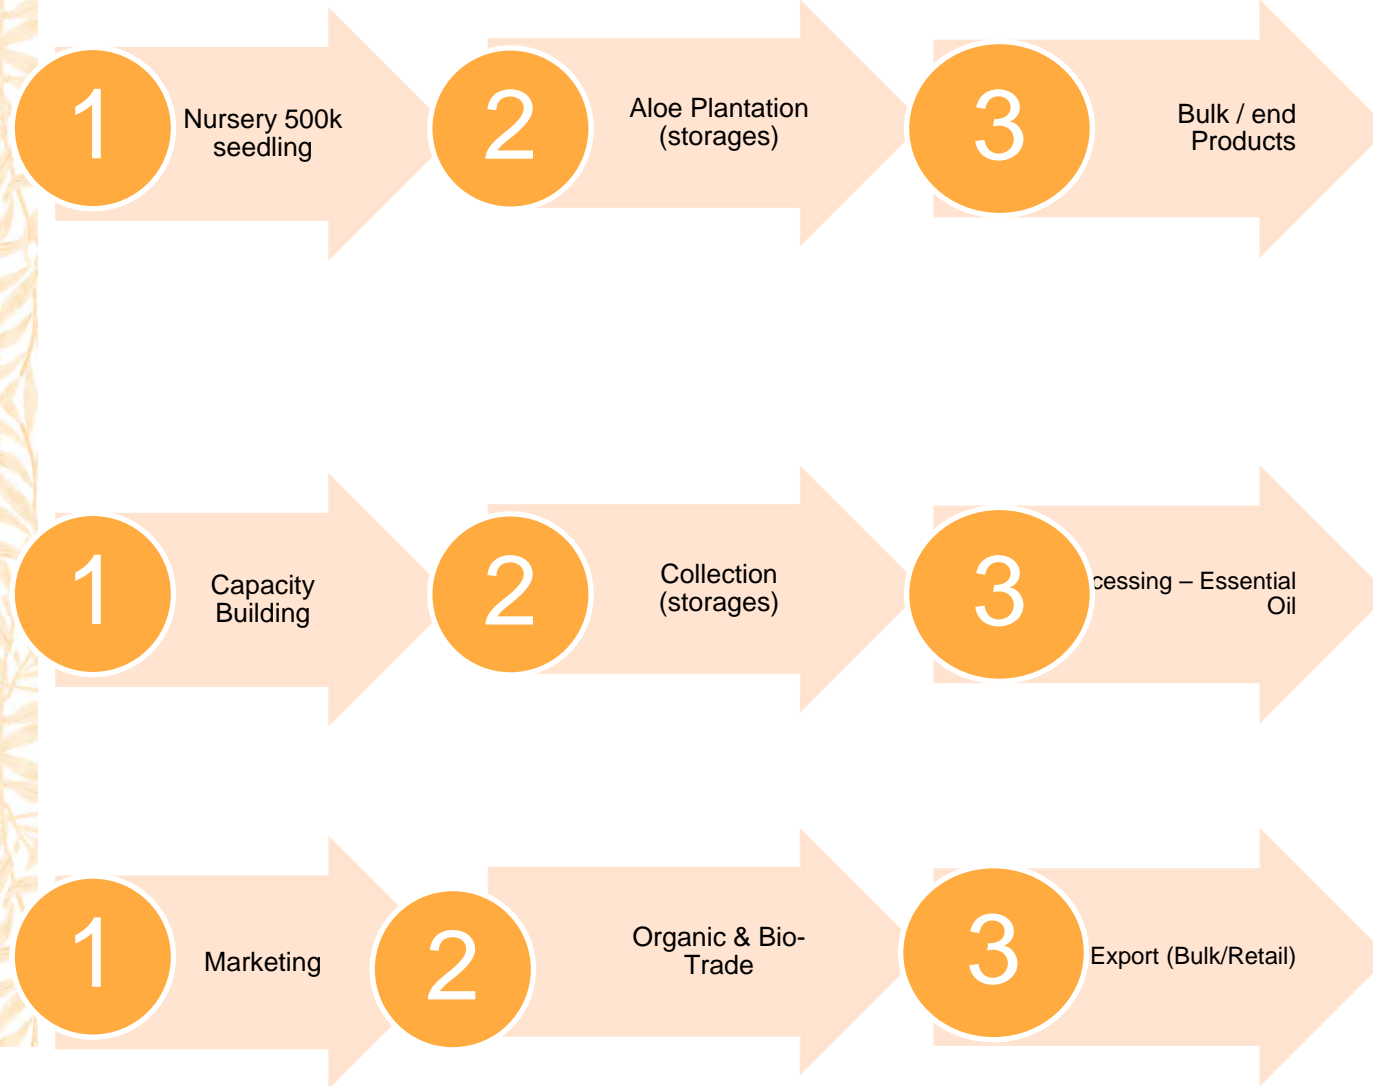 1
Nursery 500k
seedling
2
Aloe Plantation
(storages)
3
Bulk / end
Products
1
Capacity
Building
2
Collection
(storages)
3
cessing – Essential
Oil
1
Marketing
2
Organic & Bio-
Trade
3
Export (Bulk/Retail)